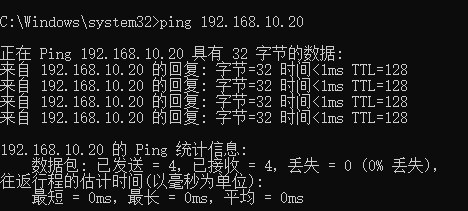 C:\Windows\system32>ping 192.168.10.20
正在 Ping 192.168.10.20 具有 32 字节的数据:
来自 192.168.10.20 的回复: 字节=32 时间<1ms TTL=128
来自 192.168.10.20 的回复: 字节=32 时间<1ms TTL=128
来自 192.168.10.20 的回复: 字节=32 时间<1ms TTL=128
来自 192.168.10.20 的回复: 字节=32 时间<1ms TTL=128
192.168.10.20 的 Ping 统计信息:
数据包: 已发送 = 4, 已接收 = 4, 丢失 = 0 (0% 丢失),
往返行程的估计时间(以毫秒为单位):
最短 = 0ms, 最长 = 0ms, 平均 = 0ms